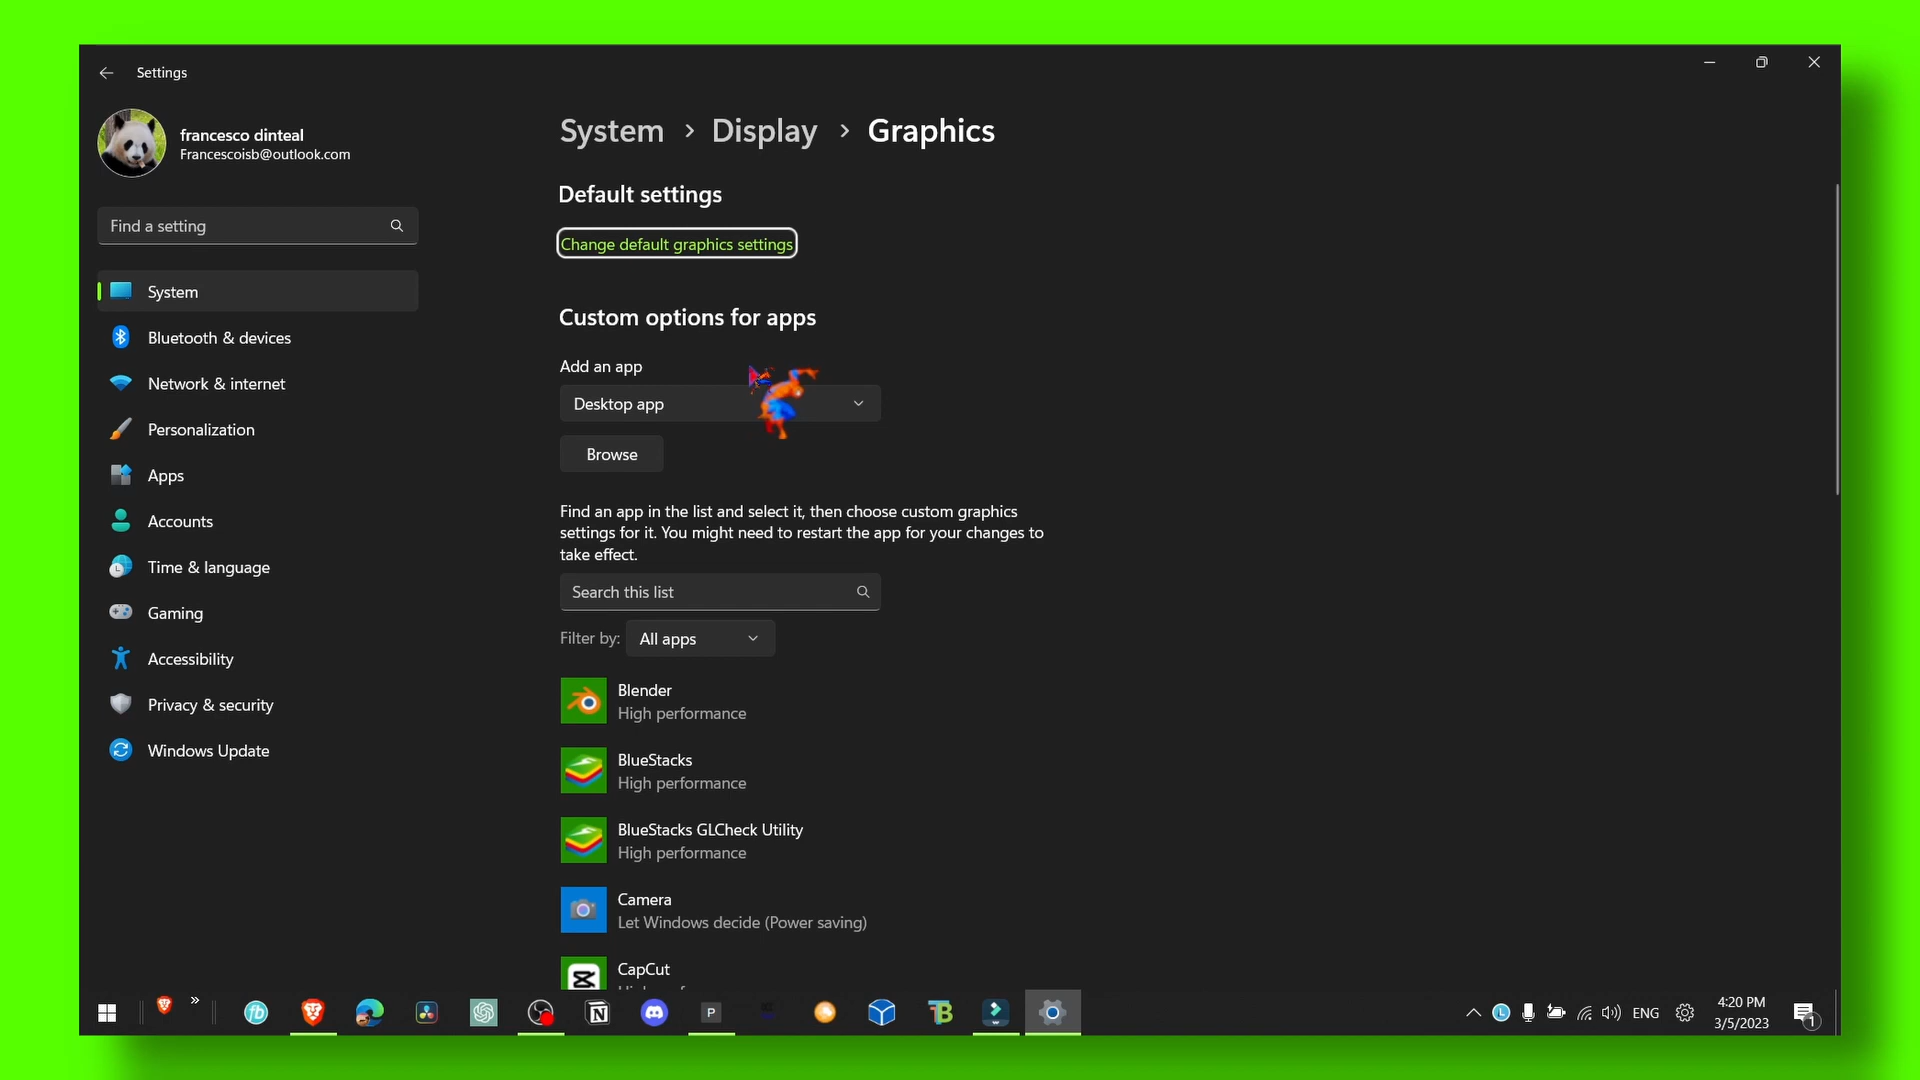 Settings
francesco dinteal
Francescoisb@outlook.com
Find a setting
System
Bluetooth & devices
Network & internet
Personalization
Apps
Accounts
Time & language
Gaming
Accessibility
Privacy & security
Windows Update
System > Display > Graphics
Default settings
Change default graphics settings
Custom options for apps
Add an app
Desktop app
Browse
Find an app in the list and select it, then choose custom graphics
settings for it. You might need to restart the app for your changes to
take effect.
Search this list
Filter by: All apps
Blender
High performance
BlueStacks
High performance
BlueStacks GLCheck Utility
High performance
Camera
Let Windows decide (Power saving)
CapCut
ENG
4:20 PM
3/5/2023
1